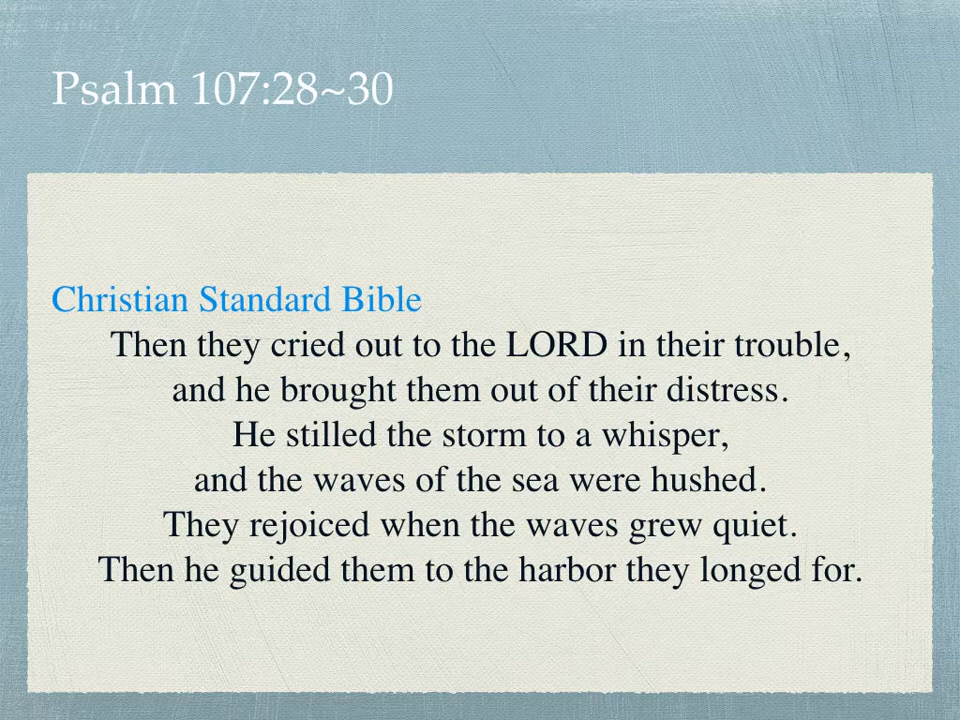 Psalm 107:28~30
Christian Standard Bible
Then they cried out to the LORD in their trouble,
and he brought them out of their distress.
He stilled the storm to a whisper,
and the waves of the sea were hushed.
They rejoiced when the waves grew quiet.
Then he guided them to the harbor they longed for.